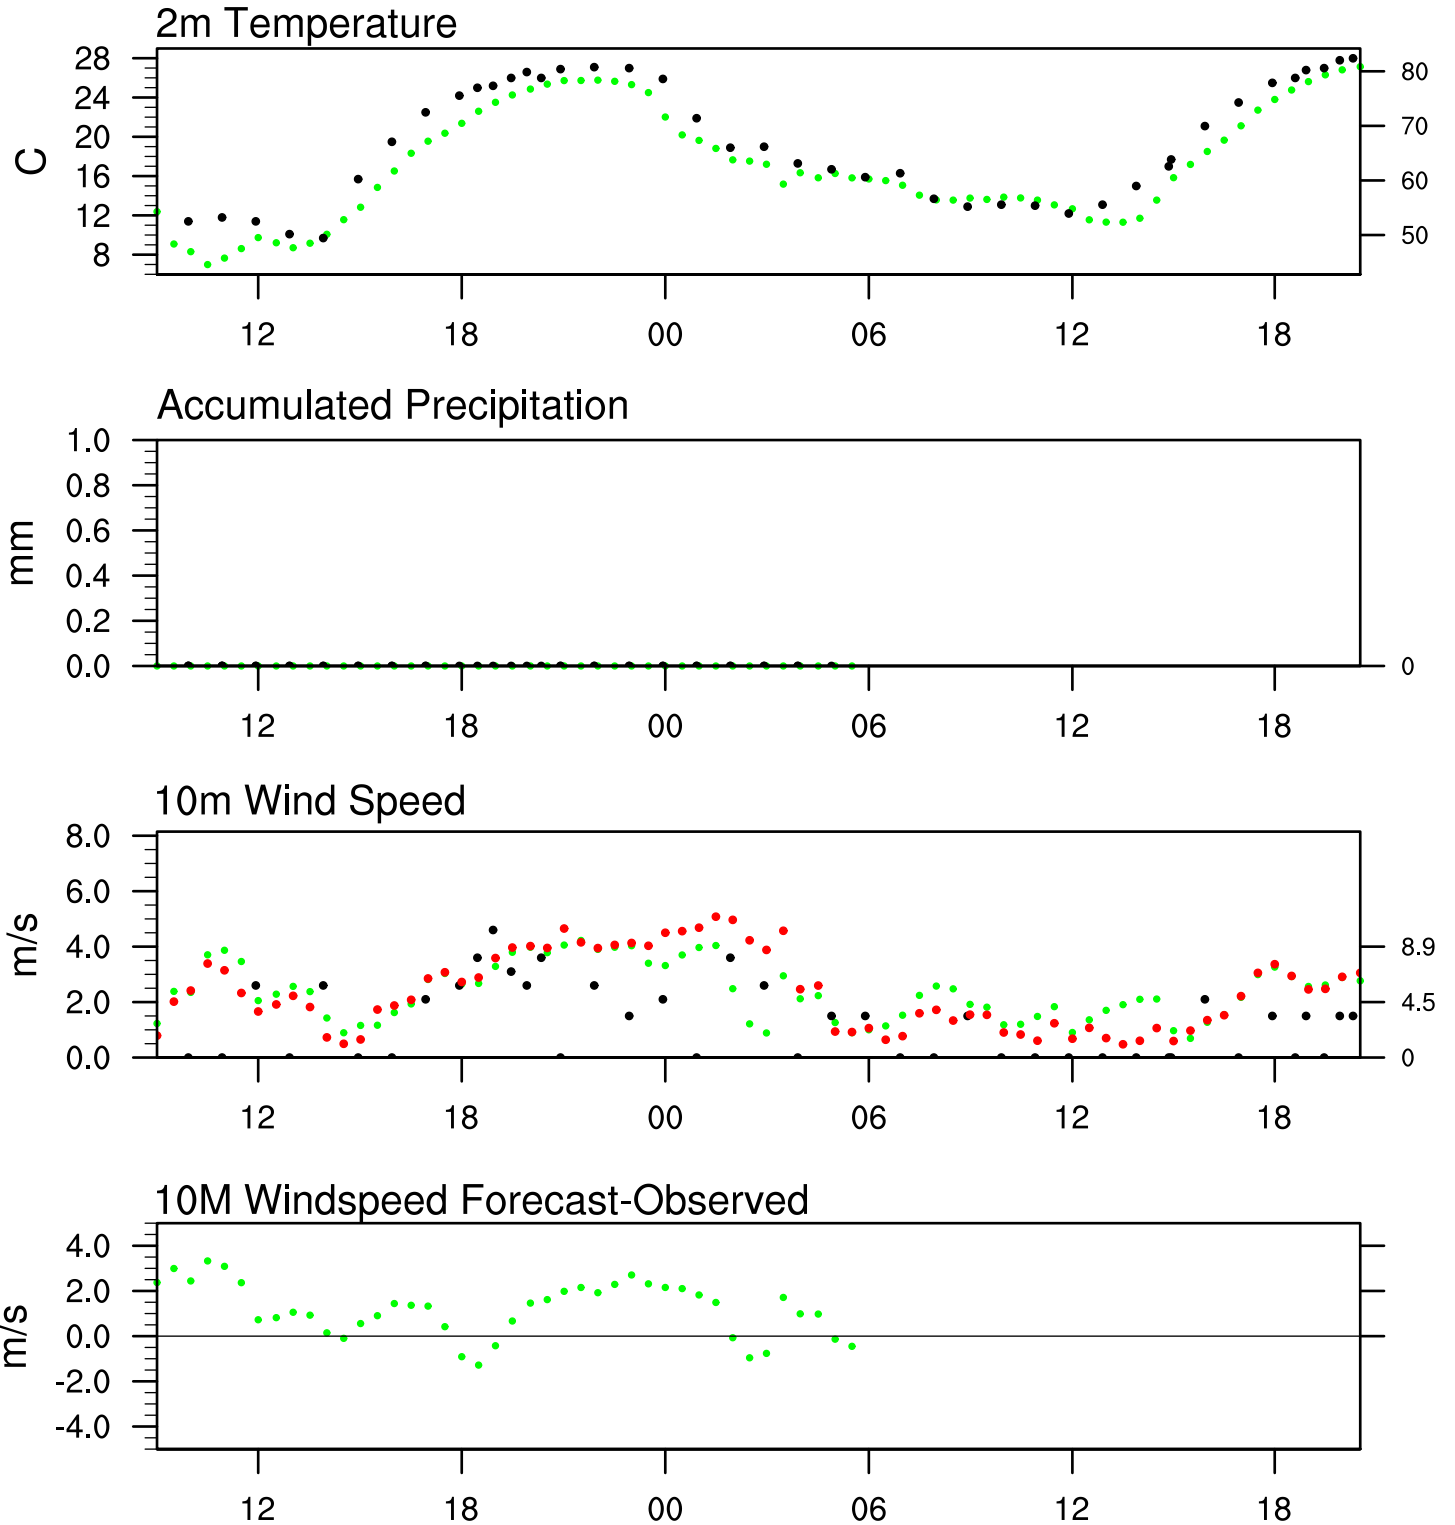 2m Temperature
28
24
20
16
12
8
C
80
70
60
50
12 18 00 06 12 18
Accumulated Precipitation
1.0
0.8
0.6
0.4
0.2
0.0
mm
0
12 18 00 06 12 18
10m Wind Speed
8.0
6.0
4.0
2.0
0.0
m/s
8.9
4.5
0
12 18 00 06 12 18
10M Windspeed Forecast-Observed
4.0
2.0
0.0
-2.0
-4.0
m/s
12 18 00 06 12 18